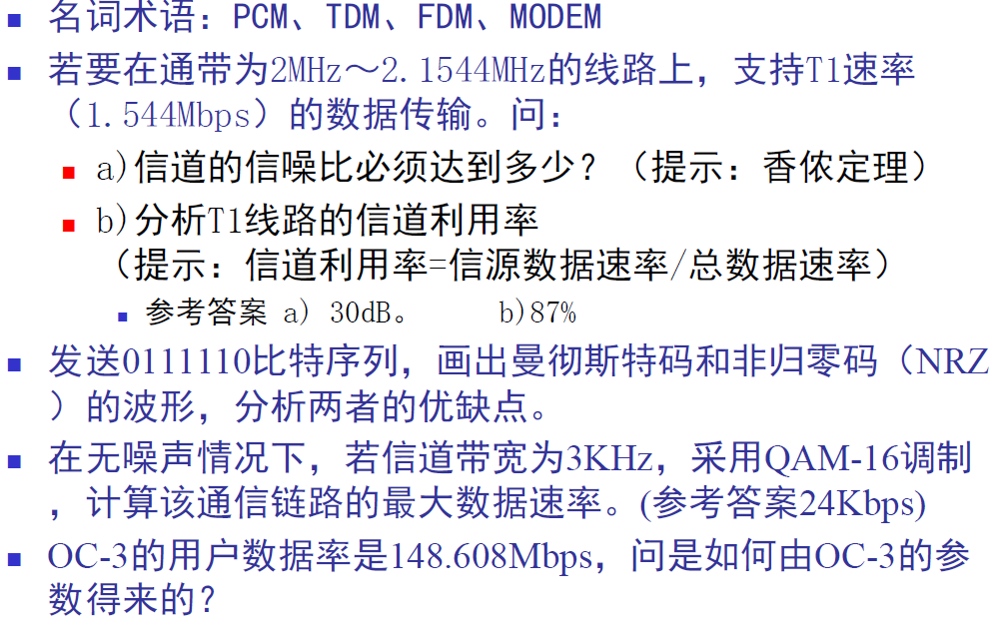 名词术语：PCM、TDM、FDM、MODEM
若要在通带为2MHz～2.1544MHz的线路上，支持T1速率
（1.544Mbps）的数据传输。问：
a)信道的信噪比必须达到多少？（提示：香侬定理）
b)分析T1线路的信道利用率
（提示：信道利用率=信源数据速率/总数据速率）
参考答案 a) 30dB。 b)87%
发送0111110比特序列，画出曼彻斯特码和非归零码（NRZ
）的波形，分析两者的优缺点。
在无噪声情况下，若信道带宽为3KHz，采用QAM-16调制
，计算该通信链路的最大数据速率。(参考答案24Kbps)
OC-3的用户数据率是148.608Mbps，问是如何由OC-3的参
数得来的？